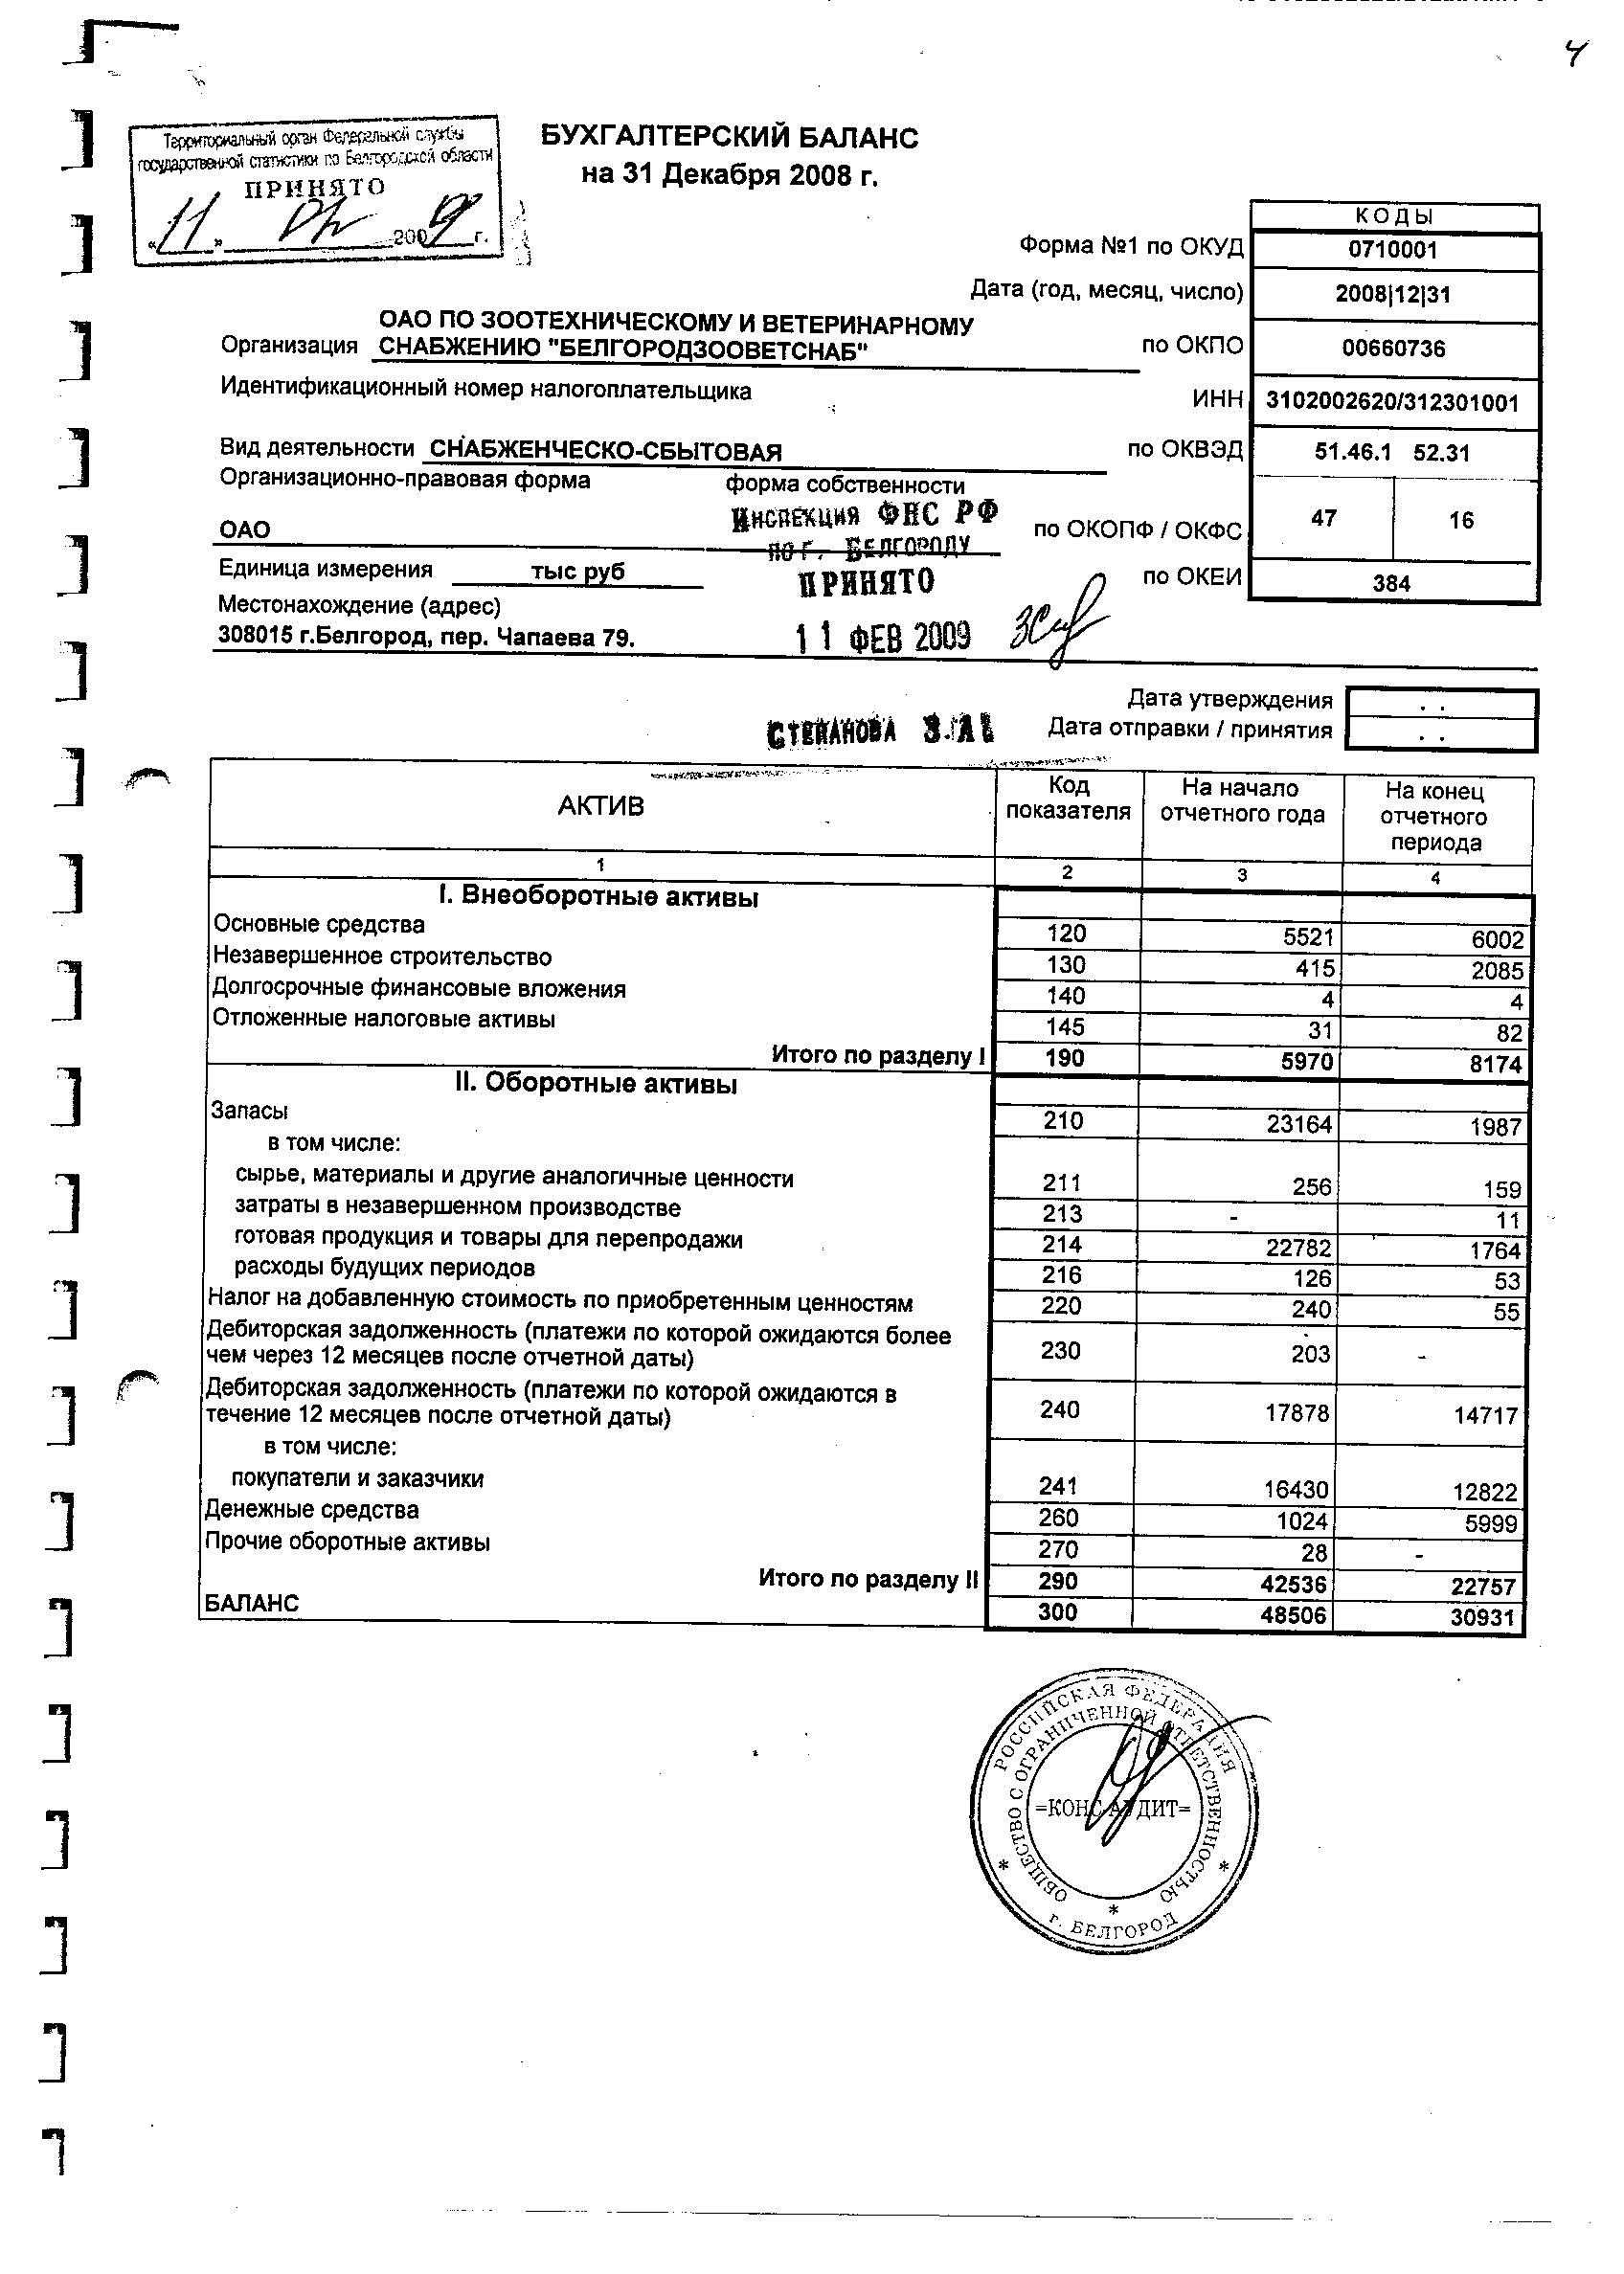 4
Территориальный орган Федеральной службы
государственной статистики по Белгородской области
ПРИНЯТО
«11» 2009 г.
БУХГАЛТЕРСКИЙ БАЛАНС
на 31 Декабря 2008 г.
КОДЫ
Форма №1 по ОКУД 0710001
Дата (год, месяц, число) 2008|12|31
ОАО ПО ЗООТЕХНИЧЕСКОМУ И ВЕТЕРИНАРНОМУ
Организация СНАБЖЕНИЮ "БЕЛГОРОДЗООВЕТСНАБ" по ОКПО 00660736
Идентификационный номер налогоплательщика ИНН 3102002620/312301001
Вид деятельности СНАБЖЕНЧЕСКО-СБЫТОВАЯ по ОКВЭД 51.46.1 52.31
Организационно-правовая форма форма собственности
ИНСПЕКЦИЯ ФНС РФ
ОАО по ОКОПФ / ОКФС 47 16
ПО Г. БЕЛГОРОДУ
Единица измерения тыс руб по ОКЕИ 384
ПРИНЯТО
Местонахождение (адрес)
308015 г.Белгород, пер. Чапаева 79.
11 ФЕВ 2009
Дата утверждения . .
Дата отправки / принятия . .
СТЕПАНОВА
АКТИВ Код показателя На начало отчетного года На конец отчетного периода
1 2 3 4
I. Внеоборотные активы
Основные средства 120 5521 6002
Незавершенное строительство 130 415 2085
Долгосрочные финансовые вложения 140 4 4
Отложенные налоговые активы 145 31 82
Итого по разделу I 190 5970 8174
II. Оборотные активы
Запасы 210 23164 1987
в том числе:
сырье, материалы и другие аналогичные ценности 211 256 159
затраты в незавершенном производстве 213 - 11
готовая продукция и товары для перепродажи 214 22782 1764
расходы будущих периодов 216 126 53
Налог на добавленную стоимость по приобретенным ценностям 220 240 55
Дебиторская задолженность (платежи по которой ожидаются более
чем через 12 месяцев после отчетной даты) 230 203 -
Дебиторская задолженность (платежи по которой ожидаются в
течение 12 месяцев после отчетной даты) 240 17878 14717
в том числе:
покупатели и заказчики 241 16430 12822
Денежные средства 260 1024 5999
Прочие оборотные активы 270 28 -
Итого по разделу II 290 42536 22757
БАЛАНС 300 48506 30931
РОССИЙСКАЯ ФЕДЕРАЦИЯ
ОБЩЕСТВО С ОГРАНИЧЕННОЙ ОТВЕТСТВЕННОСТЬЮ
=КОНСАУДИТ=
* * *
г. БЕЛГОРОД